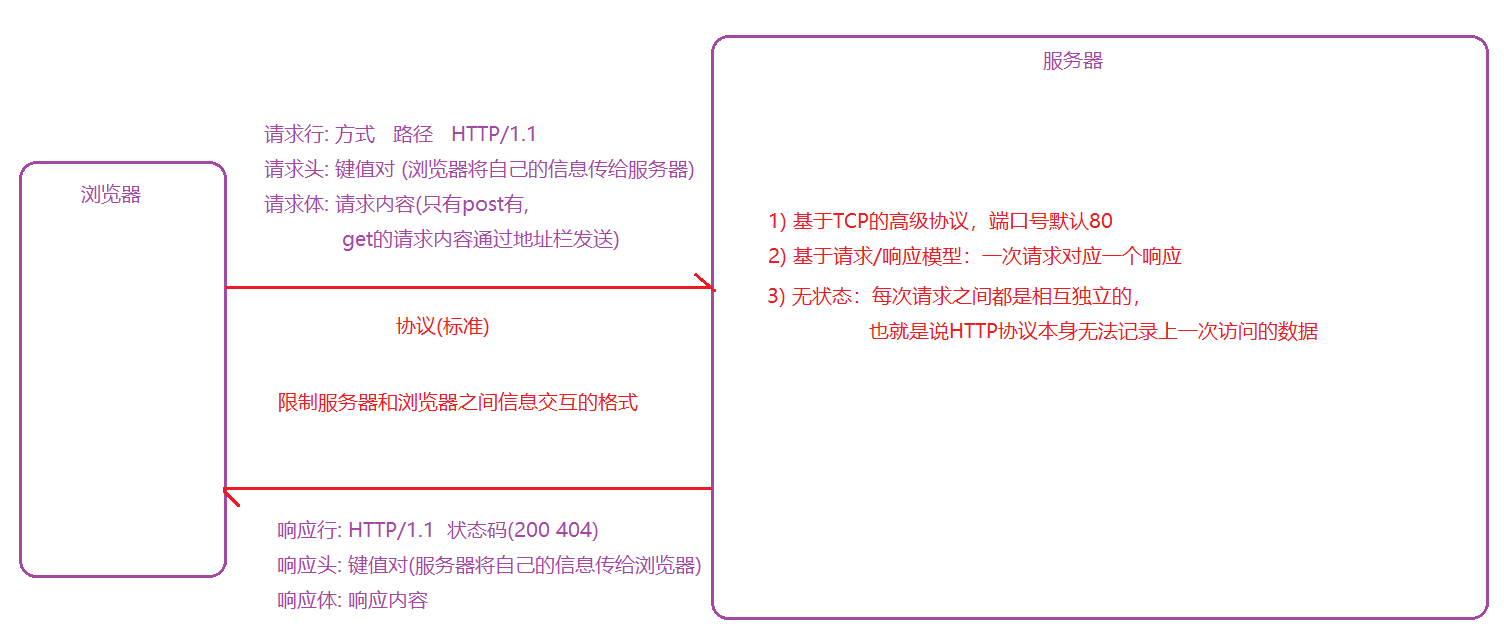 服务器
请求行: 方式 路径 HTTP/1.1
请求头: 键值对 (浏览器将自己的信息传给服务器)
浏览器
请求体: 请求内容(只有post有,
get的请求内容通过地址栏发送)
1) 基于TCP的高级协议，端口号默认80
2) 基于请求/响应模型：一次请求对应一个响应
3) 无状态：每次请求之间都是相互独立的，
也就是说HTTP协议本身无法记录上一次访问的数据
协议(标准)
限制服务器和浏览器之间信息交互的格式
响应行: HTTP/1.1 状态码(200 404)
响应头: 键值对(服务器将自己的信息传给浏览器)
响应体: 响应内容